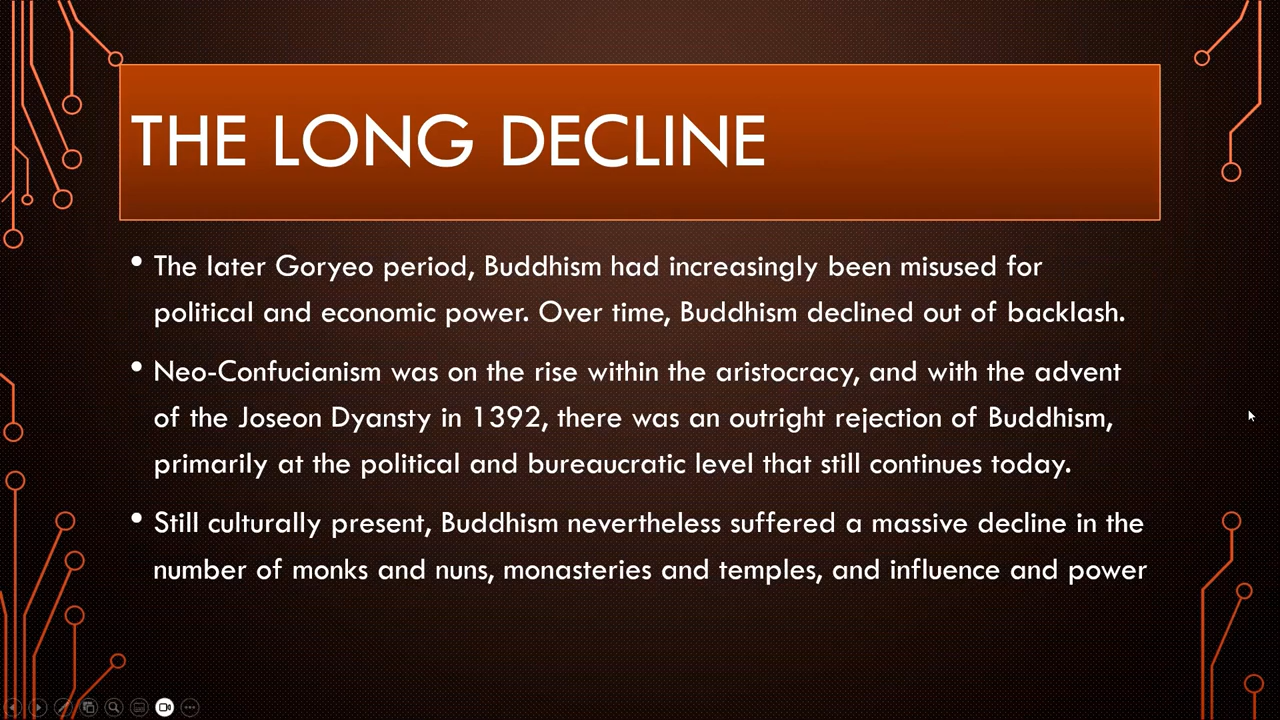 THE LONG DECLINE
• The later Goryeo period, Buddhism had increasingly been misused for
political and economic power. Over time, Buddhism declined out of backlash.
• Neo-Confucianism was on the rise within the aristocracy, and with the advent
of the Joseon Dyansty in 1392, there was an outright rejection of Buddhism,
primarily at the political and bureaucratic level that still continues today.
• Still culturally present, Buddhism nevertheless suffered a massive decline in the
number of monks and nuns, monasteries and temples, and influence and power